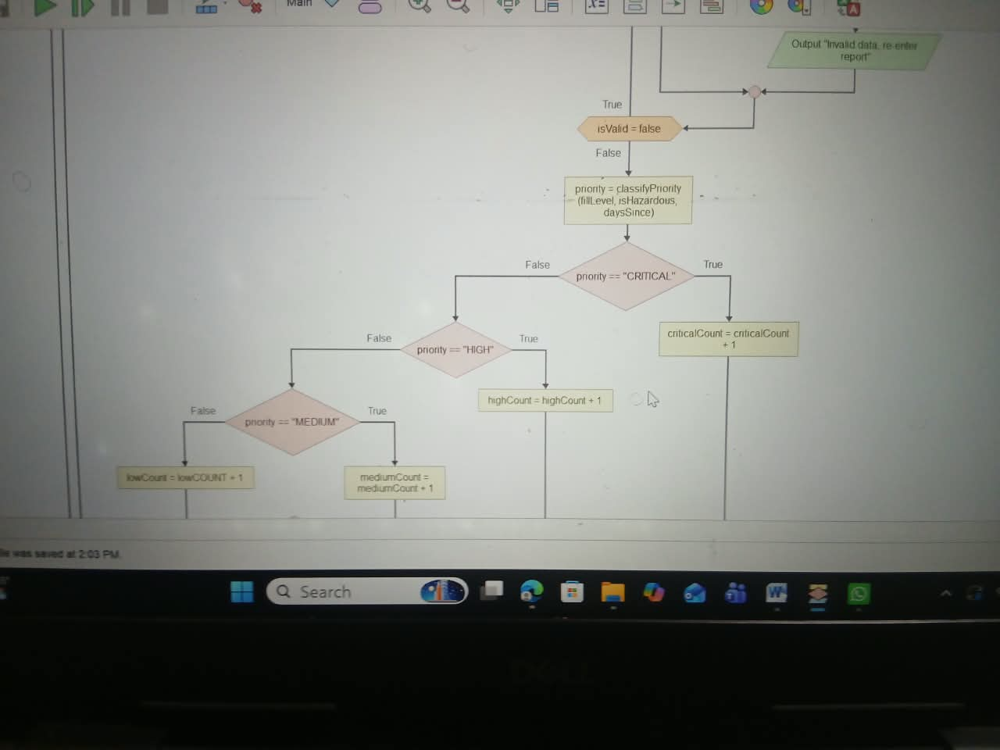 Main
Output "Invalid data, re-enter
report"
True
isValid = false
False
priority = classifyPriority
(fillLevel, isHazardous,
daysSince)
False
True
priority == "CRITICAL"
criticalCount = criticalCount
+ 1
False
True
priority == "HIGH"
highCount = highCount + 1
False
True
priority == "MEDIUM"
lowCount = lowCOUNT + 1
mediumCount =
mediumCount + 1
was saved at 2:03 PM.
Search
DELL